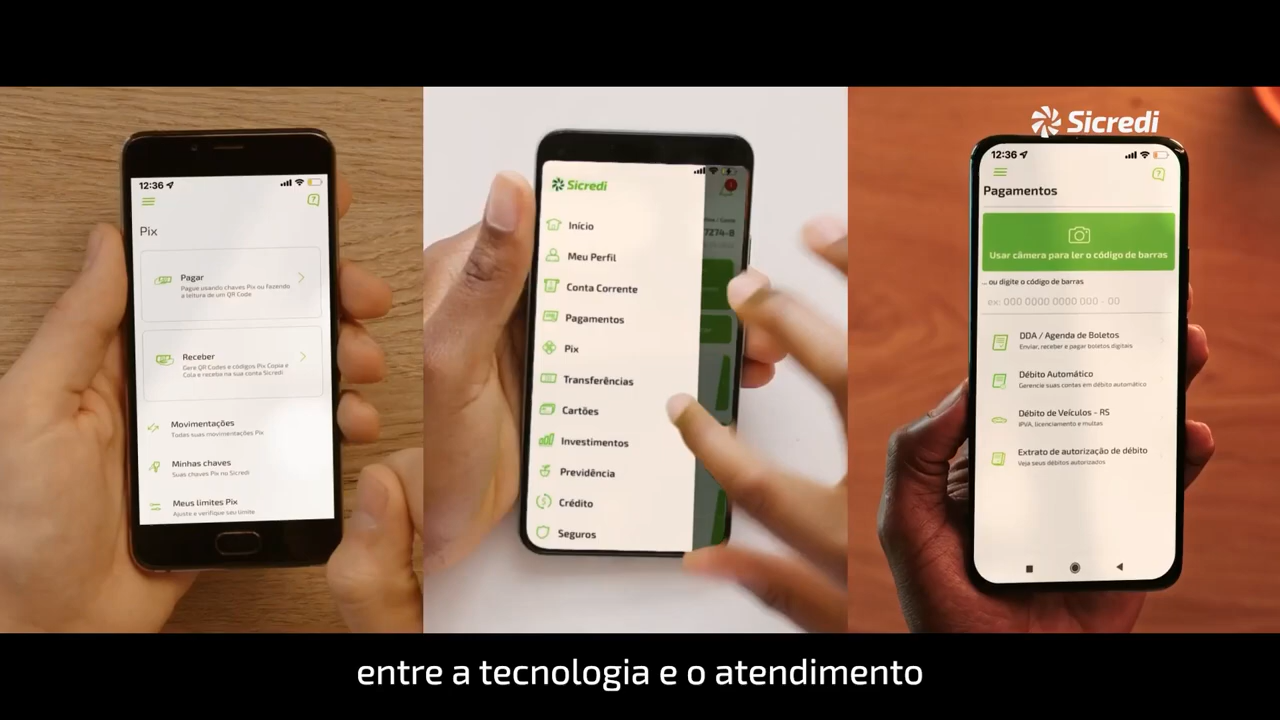 12:36
Pix
Pagar
Pague usando chaves Pix ou fazendo
a leitura de um QR Code
Receber
Gere QR Codes e códigos Pix Copia e
Cola e receba na sua conta Sicredi
Movimentações
Todas suas movimentações Pix
Minhas chaves
Suas chaves Pix no Sicredi
Meus limites Pix
Ajuste e verifique seu limite
Sicredi
Início
Meu Perfil
Conta Corrente
Pagamentos
Pix
Transferências
Cartões
Investimentos
Previdência
Crédito
Seguros
7274-8
Sicredi
12:36
Pagamentos
Usar câmera para ler o código de barras
... ou digite o código de barras
ex: 000 0000 0000 000 - 00
DDA / Agenda de Boletos
Enviar, receber e pagar boletos digitais
Débito Automático
Gerencie suas contas em débito automático
Débito de Veículos - RS
IPVA, licenciamento e multas
Extrato de autorização de débito
Veja seus débitos autorizados
entre a tecnologia e o atendimento